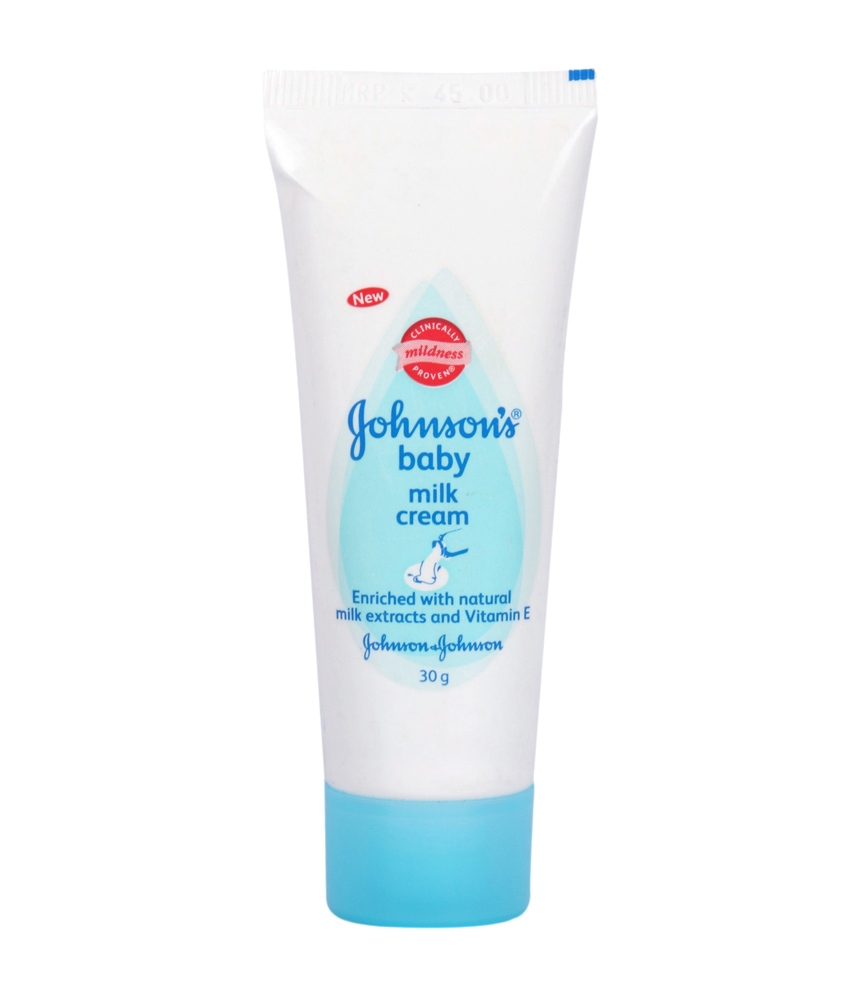 MRP ₹ 45.00
New
CLINICALLY
mildness
PROVEN®
Johnson's®
baby
milk
cream
Enriched with natural
milk extracts and Vitamin E
Johnson & Johnson
30 g